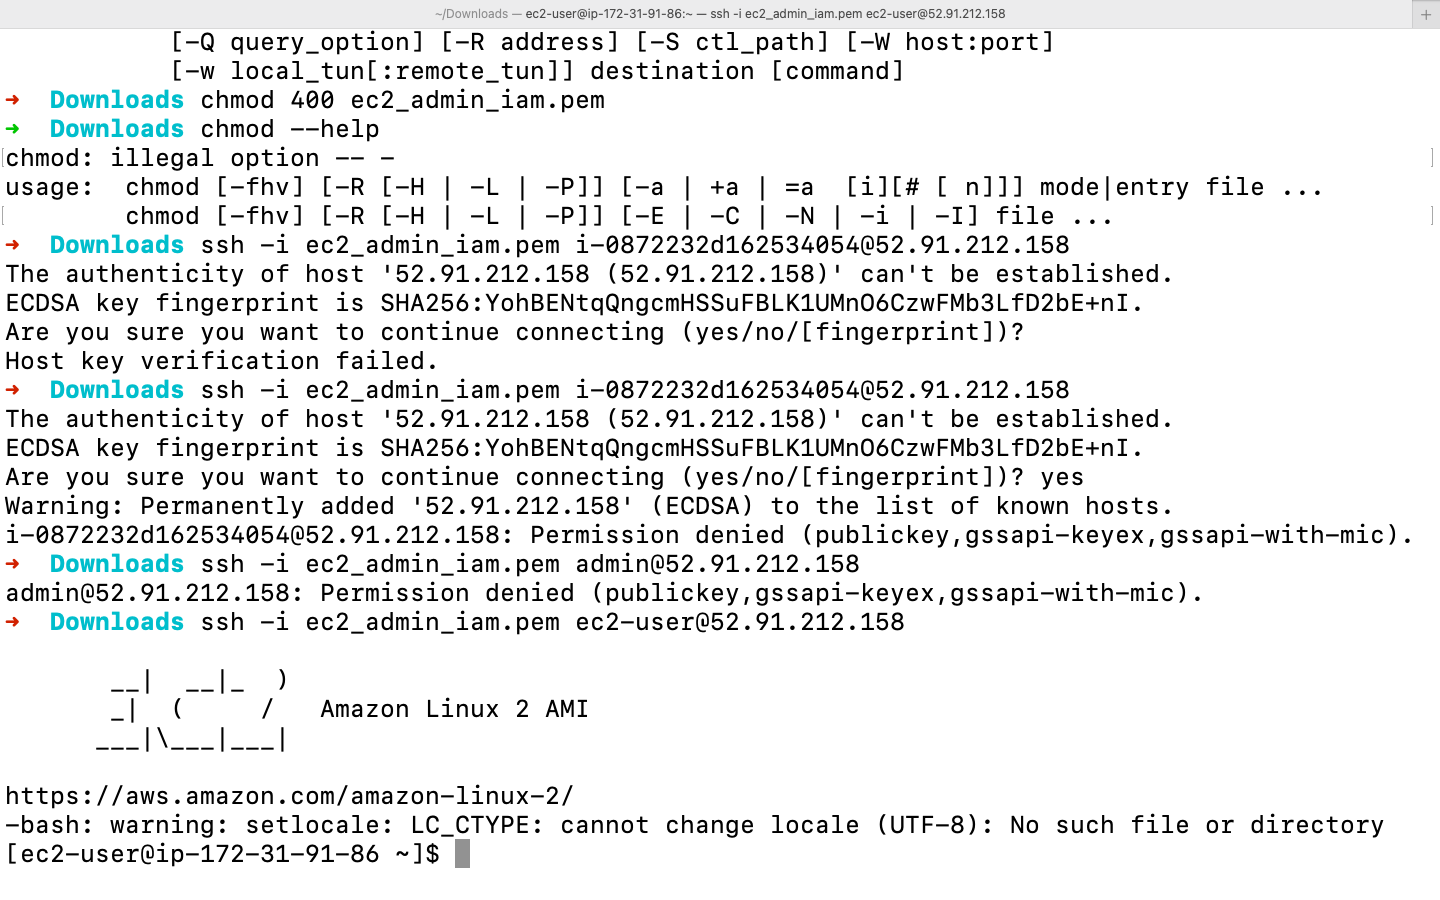 ~/Downloads — ec2-user@ip-172-31-91-86:~ — ssh -i ec2_admin_iam.pem ec2-user@52.91.212.158
[-Q query_option] [-R address] [-S ctl_path] [-W host:port]
[-w local_tun[:remote_tun]] destination [command]
➜  Downloads chmod 400 ec2_admin_iam.pem
➜  Downloads chmod --help
chmod: illegal option -- -
usage:  chmod [-fhv] [-R [-H | -L | -P]] [-a | +a | =a  [i][# [ n]]] mode|entry file ...
        chmod [-fhv] [-R [-H | -L | -P]] [-E | -C | -N | -i | -I] file ...
➜  Downloads ssh -i ec2_admin_iam.pem i-0872232d162534054@52.91.212.158
The authenticity of host '52.91.212.158 (52.91.212.158)' can't be established.
ECDSA key fingerprint is SHA256:YohBENtqQngcmHSSuFBLK1UMnO6CzwFMb3LfD2bE+nI.
Are you sure you want to continue connecting (yes/no/[fingerprint])?
Host key verification failed.
➜  Downloads ssh -i ec2_admin_iam.pem i-0872232d162534054@52.91.212.158
The authenticity of host '52.91.212.158 (52.91.212.158)' can't be established.
ECDSA key fingerprint is SHA256:YohBENtqQngcmHSSuFBLK1UMnO6CzwFMb3LfD2bE+nI.
Are you sure you want to continue connecting (yes/no/[fingerprint])? yes
Warning: Permanently added '52.91.212.158' (ECDSA) to the list of known hosts.
i-0872232d162534054@52.91.212.158: Permission denied (publickey,gssapi-keyex,gssapi-with-mic).
➜  Downloads ssh -i ec2_admin_iam.pem admin@52.91.212.158
admin@52.91.212.158: Permission denied (publickey,gssapi-keyex,gssapi-with-mic).
➜  Downloads ssh -i ec2_admin_iam.pem ec2-user@52.91.212.158
       __|  __|_  )
       _|  (     /   Amazon Linux 2 AMI
      ___|\___|___|
https://aws.amazon.com/amazon-linux-2/
-bash: warning: setlocale: LC_CTYPE: cannot change locale (UTF-8): No such file or directory
[ec2-user@ip-172-31-91-86 ~]$